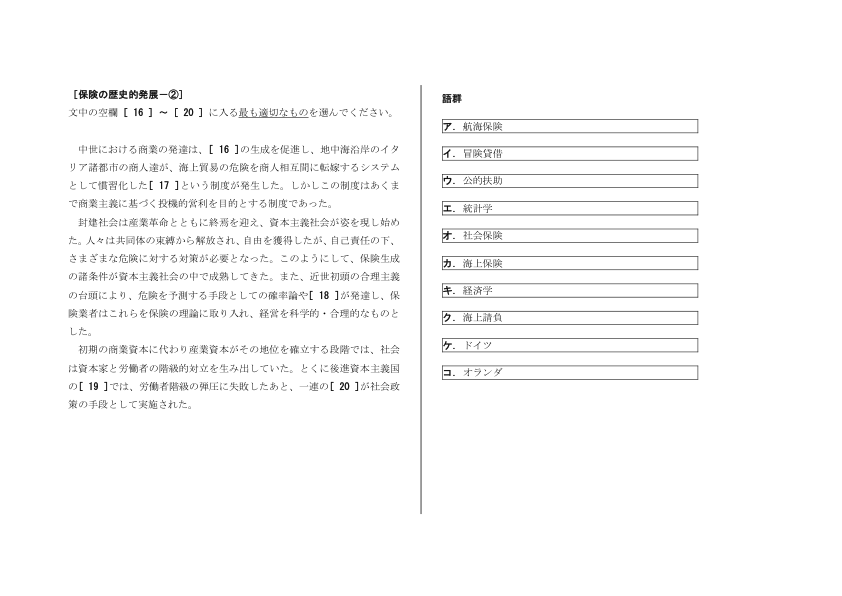 ［保険の歴史的発展－②］
文中の空欄［ 16 ］～［ 20 ］に入る最も適切なものを選んでください。
中世における商業の発達は、［ 16 ］の生成を促進し、地中海沿岸のイタ
リア諸都市の商人達が、海上貿易の危険を商人相互間に転嫁するシステム
として慣習化した［ 17 ］という制度が発生した。しかしこの制度はあくま
で商業主義に基づく投機的営利を目的とする制度であった。
封建社会は産業革命とともに終焉を迎え、資本主義社会が姿を現し始め
た。人々は共同体の束縛から解放され、自由を獲得したが、自己責任の下、
さまざまな危険に対する対策が必要となった。このようにして、保険生成
の諸条件が資本主義社会の中で成熟してきた。また、近世初頭の合理主義
の台頭により、危険を予測する手段としての確率論や［ 18 ］が発達し、保
険業者はこれらを保険の理論に取り入れ、経営を科学的・合理的なものと
した。
初期の商業資本に代わり産業資本がその地位を確立する段階では、社会
は資本家と労働者の階級的対立を生み出していた。とくに後進資本主義国
の［ 19 ］では、労働者階級の弾圧に失敗したあと、一連の［ 20 ］が社会政
策の手段として実施された。
語群
ア．航海保険
イ．冒険貸借
ウ．公的扶助
エ．統計学
オ．社会保険
カ．海上保険
キ．経済学
ク．海上請負
ケ．ドイツ
コ．オランダ